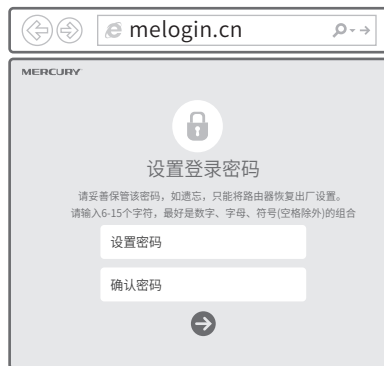 melogin.cn
MERCURY
设置登录密码
请妥善保管该密码，如遗忘，只能将路由器恢复出厂设置。
请输入6-15个字符，最好是数字、字母、符号(空格除外)的组合
设置密码
确认密码